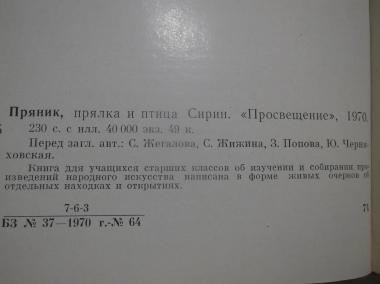 Пряник, прялка и птица Сирин. «Просвещение», 1970.
230 с. с илл. 40 000 экз. 49 к.
Перед загл. авт.: С. Жегалова, С. Жижина, З. Попова, Ю. Черня-
ховская.
Книга для учащихся старших классов об изучении и собирании про-
изведений народного искусства написана в форме живых очерков об
отдельных находках и открытиях.
7-6-3
БЗ № 37—1970 г.-№ 64